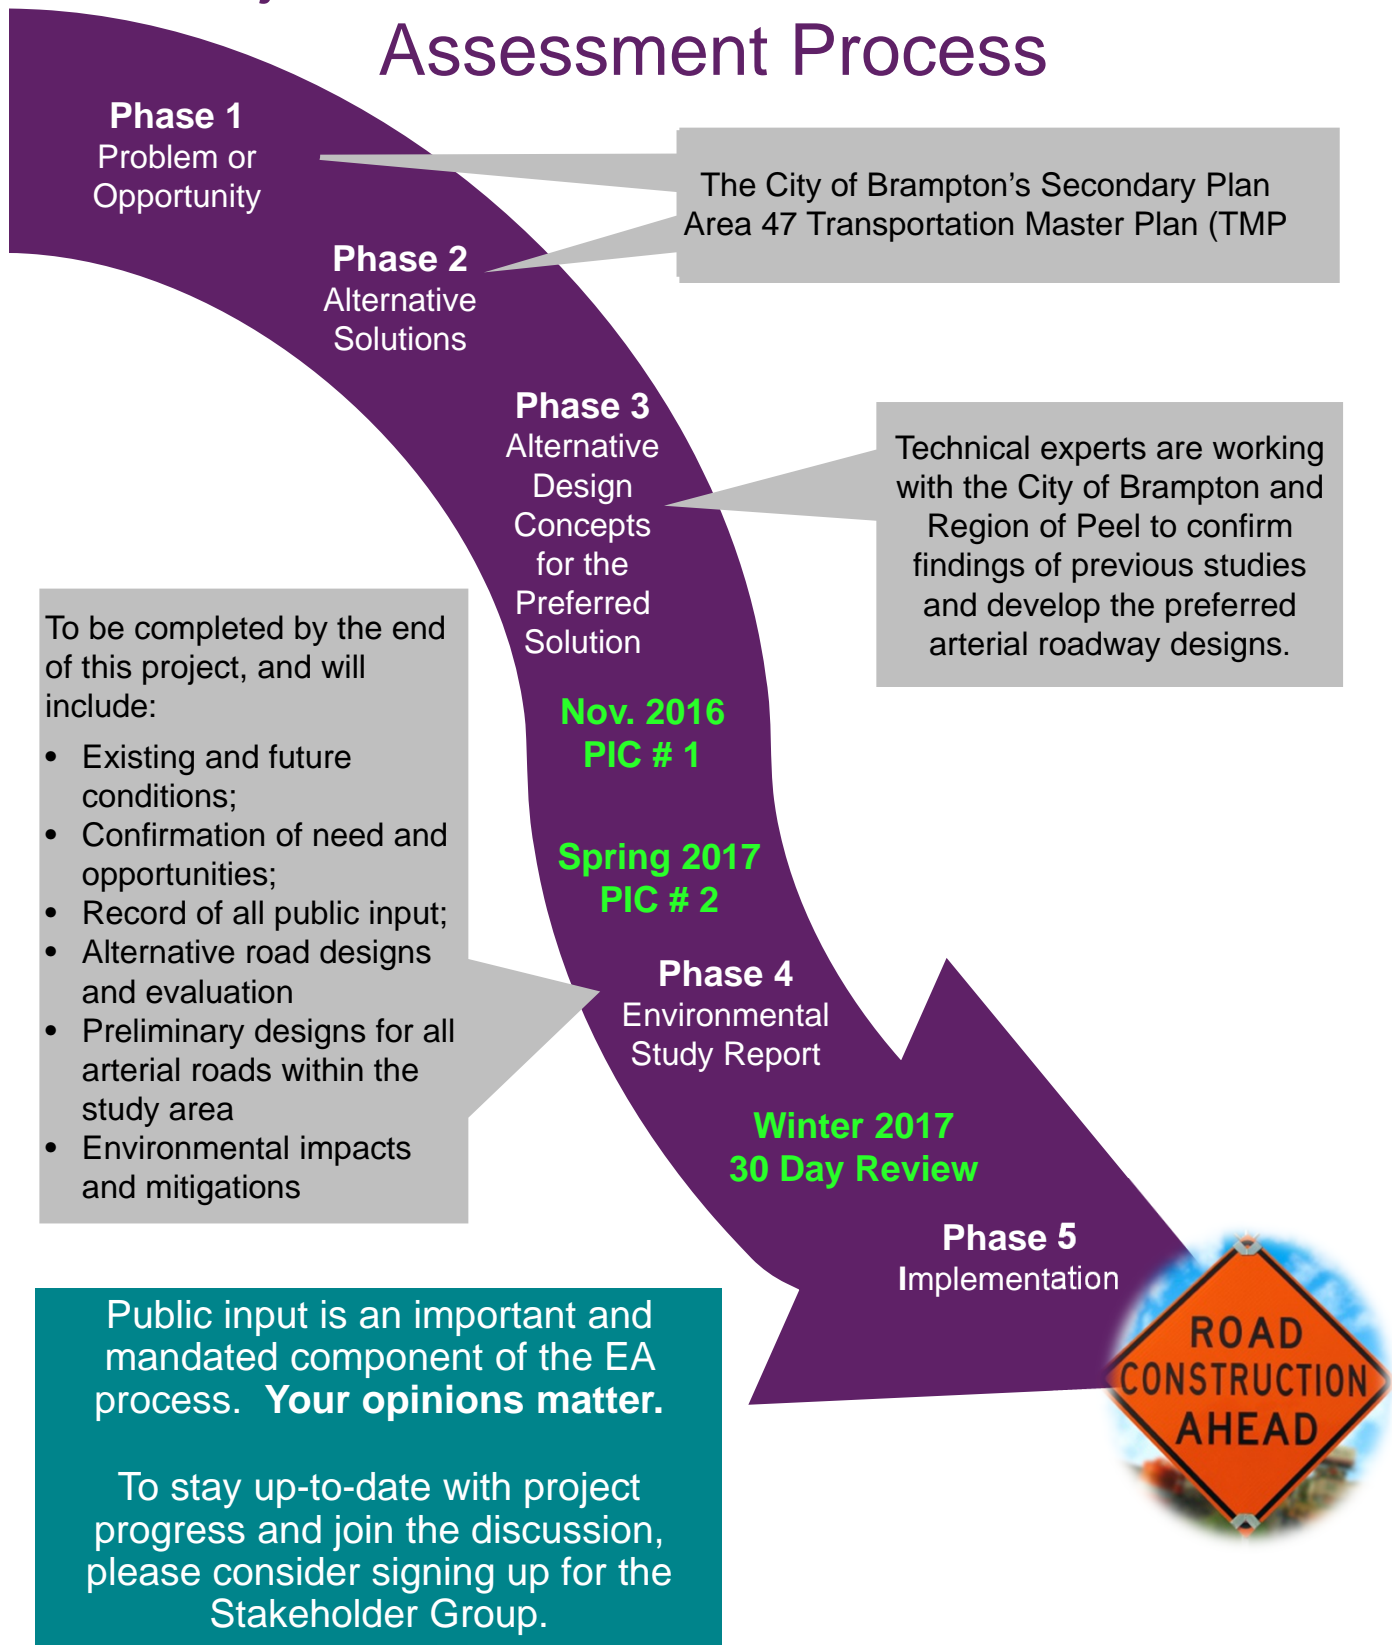 Assessment Process
Phase 1
Problem or
Opportunity
The City of Brampton’s Secondary Plan
Area 47 Transportation Master Plan (TMP
Phase 2
Alternative
Solutions
Phase 3
Alternative
Design
Concepts
for the
Preferred
Solution
Technical experts are working
with the City of Brampton and
Region of Peel to confirm
findings of previous studies
and develop the preferred
arterial roadway designs.
Nov. 2016
PIC # 1
Spring 2017
PIC # 2
To be completed by the end
of this project, and will
include:
• Existing and future
conditions;
• Confirmation of need and
opportunities;
• Record of all public input;
• Alternative road designs
and evaluation
• Preliminary designs for all
arterial roads within the
study area
• Environmental impacts
and mitigations
Phase 4
Environmental
Study Report
Winter 2017
30 Day Review
Phase 5
Implementation
ROAD
CONSTRUCTION
AHEAD
Public input is an important and
mandated component of the EA
process.  Your opinions matter.
To stay up-to-date with project
progress and join the discussion,
please consider signing up for the
Stakeholder Group.